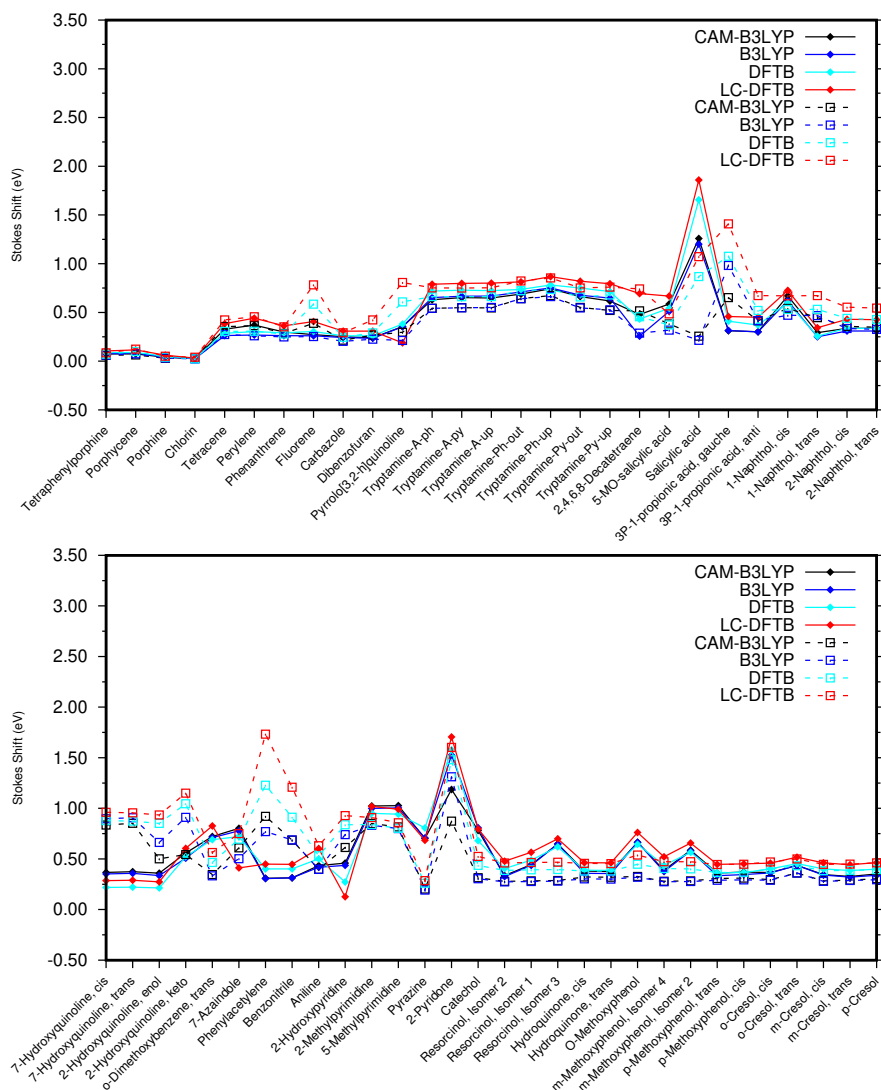 3.50
3.00
2.50
2.00
1.50
1.00
0.50
0.00
-0.50
Stokes Shift (eV)
CAM-B3LYP
B3LYP
DFTB
LC-DFTB
CAM-B3LYP
B3LYP
DFTB
LC-DFTB
Tetraphenylporphine
Porphycene
Porphine
Chlorin
Tetracene
Perylene
Phenanthrene
Fluorene
Carbazole
Dibenzofuran
Pyrrolo[3,2-h]quinoline
Tryptamine-A-ph
Tryptamine-A-py
Tryptamine-A-up
Tryptamine-Ph-out
Tryptamine-Ph-up
Tryptamine-Py-out
Tryptamine-Py-up
2,4,6,8-Decatetraene
5-MO-salicylic acid
Salicylic acid
3P-1-propionic acid, gauche
3P-1-propionic acid, anti
1-Naphthol, cis
1-Naphthol, trans
2-Naphthol, cis
2-Naphthol, trans
3.50
3.00
2.50
2.00
1.50
1.00
0.50
0.00
-0.50
Stokes Shift (eV)
CAM-B3LYP
B3LYP
DFTB
LC-DFTB
CAM-B3LYP
B3LYP
DFTB
LC-DFTB
7-Hydroxyquinoline, cis
7-Hydroxyquinoline, trans
2-Hydroxyquinoline, enol
2-Hydroxyquinoline, keto
o-Dimethoxybenzene, trans
7-Azaindole
Phenylacetylene
Benzonitrile
Aniline
2-Hydroxypyridine
2-Methylpyrimidine
5-Methylpyrimidine
Pyrazine
2-Pyridone
Catechol
Resorcinol, Isomer 2
Resorcinol, Isomer 1
Resorcinol, Isomer 3
Hydroquinone, cis
Hydroquinone, trans
O-Methoxyphenol
m-Methoxyphenol, Isomer 4
m-Methoxyphenol, Isomer 2
p-Methoxyphenol, trans
p-Methoxyphenol, cis
o-Cresol, cis
o-Cresol, trans
m-Cresol, cis
m-Cresol, trans
p-Cresol